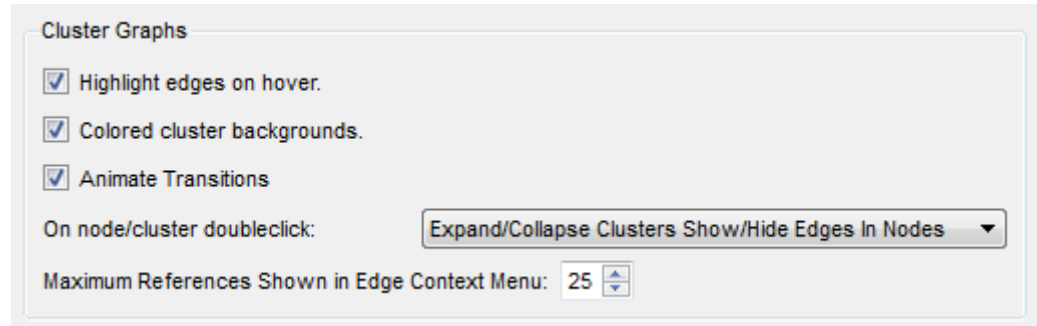 Cluster Graphs
Highlight edges on hover.
Colored cluster backgrounds.
Animate Transitions
On node/cluster doubleclick: Expand/Collapse Clusters Show/Hide Edges In Nodes
Maximum References Shown in Edge Context Menu: 25